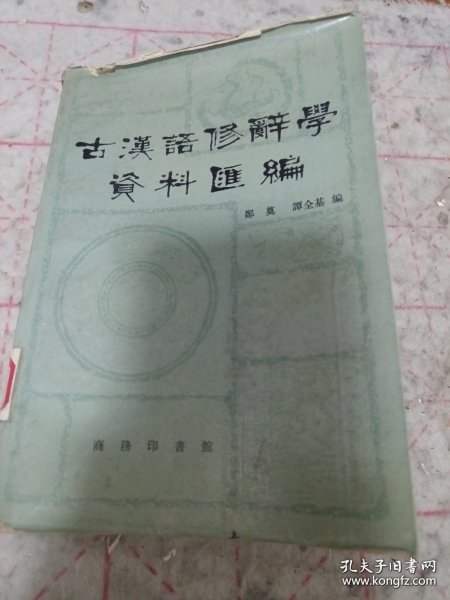 古漢語修辭學
資料匯編
鄭奠 譚全基 編
商務印書館
孔夫子旧书网
www.kongfz.com